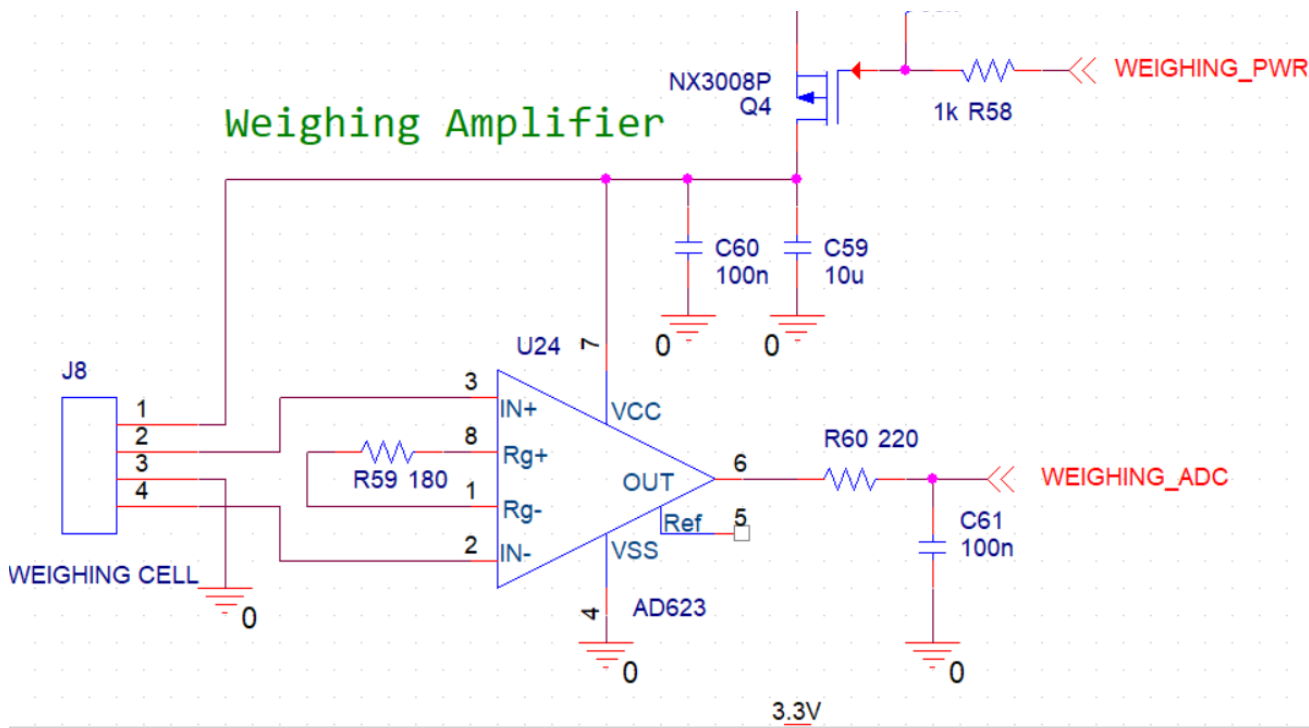 NX3008P
Q4
WEIGHING_PWR
1k R58
Weighing Amplifier
C60
100n
C59
10u
0
0
U24
7
J8
1
2
3
4
3
IN+
VCC
8
Rg+
R59 180
1
Rg-
OUT
6
R60 220
WEIGHING_ADC
Ref
5
2
IN-
VSS
C61
100n
WEIGHING CELL
0
4
AD623
0
0
3.3V